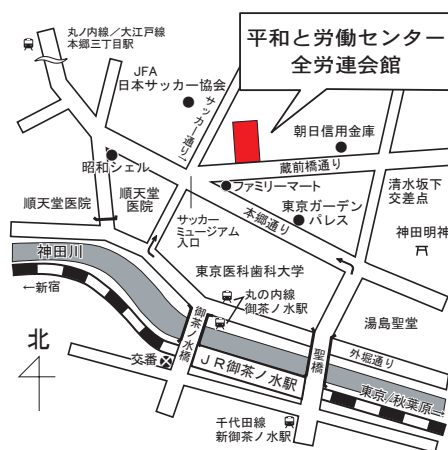 丸ノ内線／大江戸線
本郷三丁目駅
平和と労働センター
全労連会館
JFA
日本サッカー協会
サッカー通り
朝日信用金庫
昭和シェル
蔵前橋通り
ファミリーマート
清水坂下
交差点
順天堂医院
順天堂
医院
サッカー
ミュージアム
入口
本郷通り
東京ガーデン
パレス
神田明神
神田川
東京医科歯科大学
←新宿
丸の内線
御茶ノ水駅
湯島聖堂
御茶ノ水橋
聖橋
外堀通り
北
交番
ＪＲ御茶ノ水駅
東京/秋葉原→
千代田線
新御茶ノ水駅